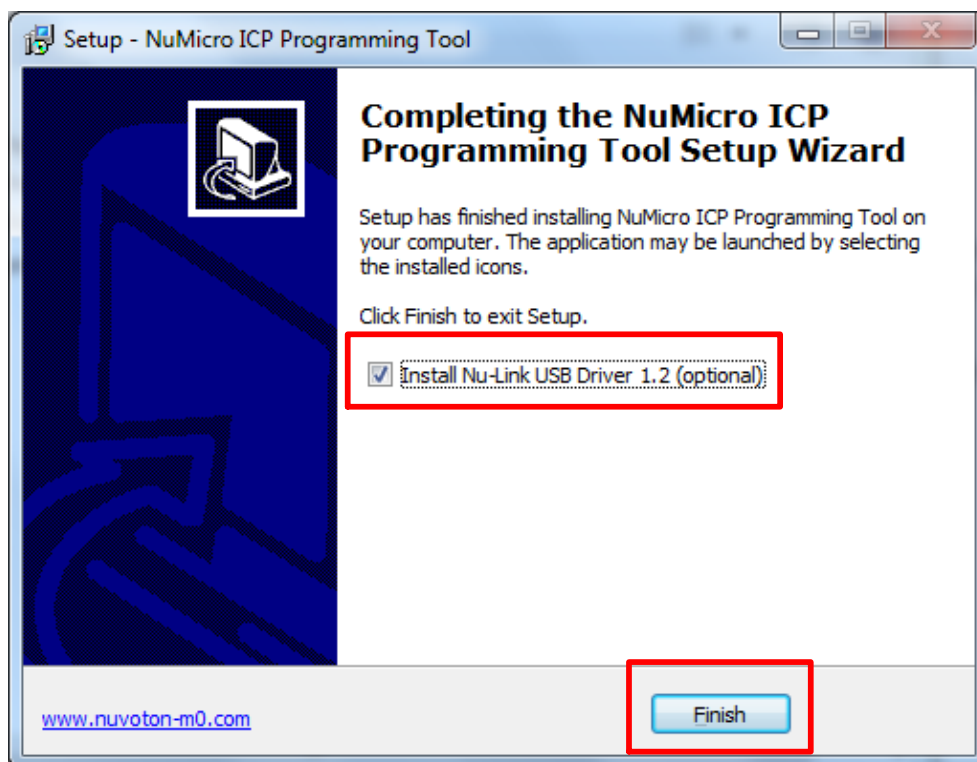 Setup - NuMicro ICP Programming Tool
Completing the NuMicro ICP
Programming Tool Setup Wizard
Setup has finished installing NuMicro ICP Programming Tool on
your computer. The application may be launched by selecting
the installed icons.
Click Finish to exit Setup.
Install Nu-Link USB Driver 1.2 (optional)
www.nuvoton-m0.com
Finish